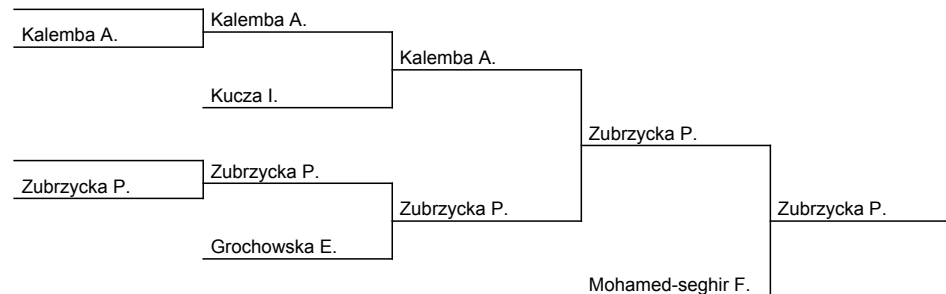 Kalemba A.
Kalemba A.
Kalemba A.
Kucza I.
Zubrzycka P.
Zubrzycka P.
Zubrzycka P.
Zubrzycka P.
Zubrzycka P.
Grochowska E.
Mohamed-seghir F.